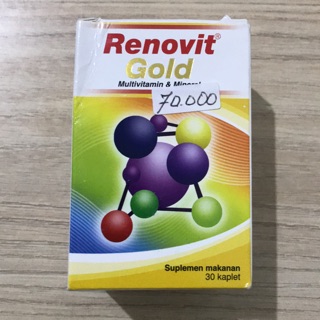 Renovit®
Gold
Multivitamin & Mineral
70.000
Suplemen makanan
30 kaplet